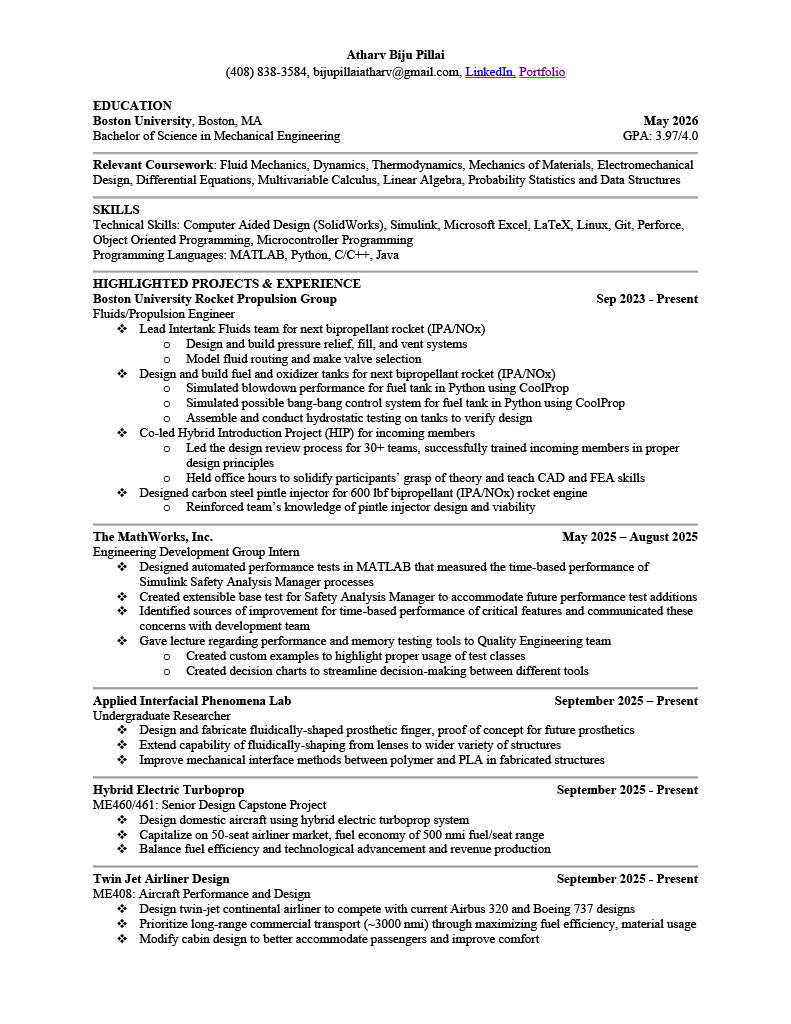 Atharv Biju Pillai
(408) 838-3584, bijupillaiatharv@gmail.com, LinkedIn, Portfolio
EDUCATION
Boston University, Boston, MA May 2026
Bachelor of Science in Mechanical Engineering GPA: 3.97/4.0
Relevant Coursework: Fluid Mechanics, Dynamics, Thermodynamics, Mechanics of Materials, Electromechanical
Design, Differential Equations, Multivariable Calculus, Linear Algebra, Probability Statistics and Data Structures
SKILLS
Technical Skills: Computer Aided Design (SolidWorks), Simulink, Microsoft Excel, LaTeX, Linux, Git, Perforce,
Object Oriented Programming, Microcontroller Programming
Programming Languages: MATLAB, Python, C/C++, Java
HIGHLIGHTED PROJECTS & EXPERIENCE
Boston University Rocket Propulsion Group Sep 2023 - Present
Fluids/Propulsion Engineer
❖ Lead Intertank Fluids team for next bipropellant rocket (IPA/NOx)
o Design and build pressure relief, fill, and vent systems
o Model fluid routing and make valve selection
❖ Design and build fuel and oxidizer tanks for next bipropellant rocket (IPA/NOx)
o Simulated blowdown performance for fuel tank in Python using CoolProp
o Simulated possible bang-bang control system for fuel tank in Python using CoolProp
o Assemble and conduct hydrostatic testing on tanks to verify design
❖ Co-led Hybrid Introduction Project (HIP) for incoming members
o Led the design review process for 30+ teams, successfully trained incoming members in proper
design principles
o Held office hours to solidify participants’ grasp of theory and teach CAD and FEA skills
❖ Designed carbon steel pintle injector for 600 lbf bipropellant (IPA/NOx) rocket engine
o Reinforced team’s knowledge of pintle injector design and viability
The MathWorks, Inc. May 2025 – August 2025
Engineering Development Group Intern
❖ Designed automated performance tests in MATLAB that measured the time-based performance of
Simulink Safety Analysis Manager processes
❖ Created extensible base test for Safety Analysis Manager to accommodate future performance test additions
❖ Identified sources of improvement for time-based performance of critical features and communicated these
concerns with development team
❖ Gave lecture regarding performance and memory testing tools to Quality Engineering team
o Created custom examples to highlight proper usage of test classes
o Created decision charts to streamline decision-making between different tools
Applied Interfacial Phenomena Lab September 2025 – Present
Undergraduate Researcher
❖ Design and fabricate fluidically-shaped prosthetic finger, proof of concept for future prosthetics
❖ Extend capability of fluidically-shaping from lenses to wider variety of structures
❖ Improve mechanical interface methods between polymer and PLA in fabricated structures
Hybrid Electric Turboprop September 2025 - Present
ME460/461: Senior Design Capstone Project
❖ Design domestic aircraft using hybrid electric turboprop system
❖ Capitalize on 50-seat airliner market, fuel economy of 500 nmi fuel/seat range
❖ Balance fuel efficiency and technological advancement and revenue production
Twin Jet Airliner Design September 2025 - Present
ME408: Aircraft Performance and Design
❖ Design twin-jet continental airliner to compete with current Airbus 320 and Boeing 737 designs
❖ Prioritize long-range commercial transport (~3000 nmi) through maximizing fuel efficiency, material usage
❖ Modify cabin design to better accommodate passengers and improve comfort